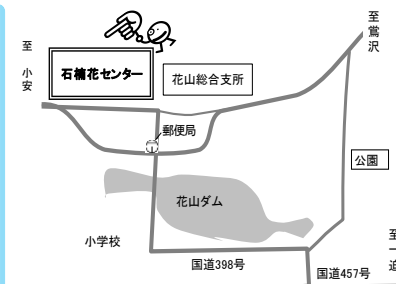 至
鶯
沢
至
小
安
石楠花センター
花山総合支所
郵便局
公園
花山ダム
小学校
至
一
迫
国道398号
国道457号